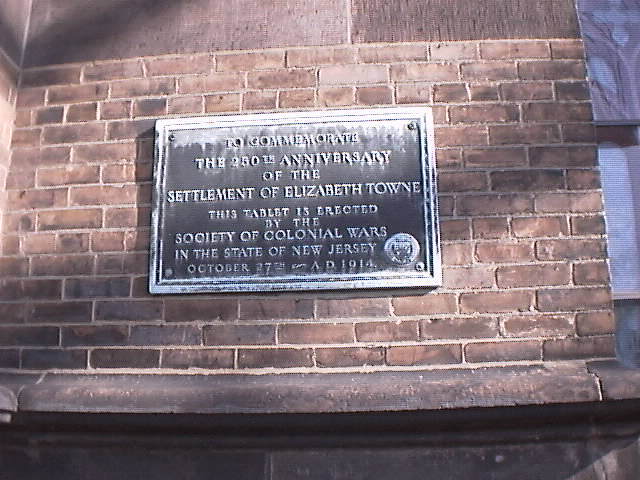 TO COMMEMORATE
THE 250TH ANNIVERSARY
OF THE
SETTLEMENT OF ELIZABETH TOWNE
THIS TABLET IS ERECTED
BY THE
SOCIETY OF COLONIAL WARS
IN THE STATE OF NEW JERSEY
OCTOBER 27TH — A.D. 1914.